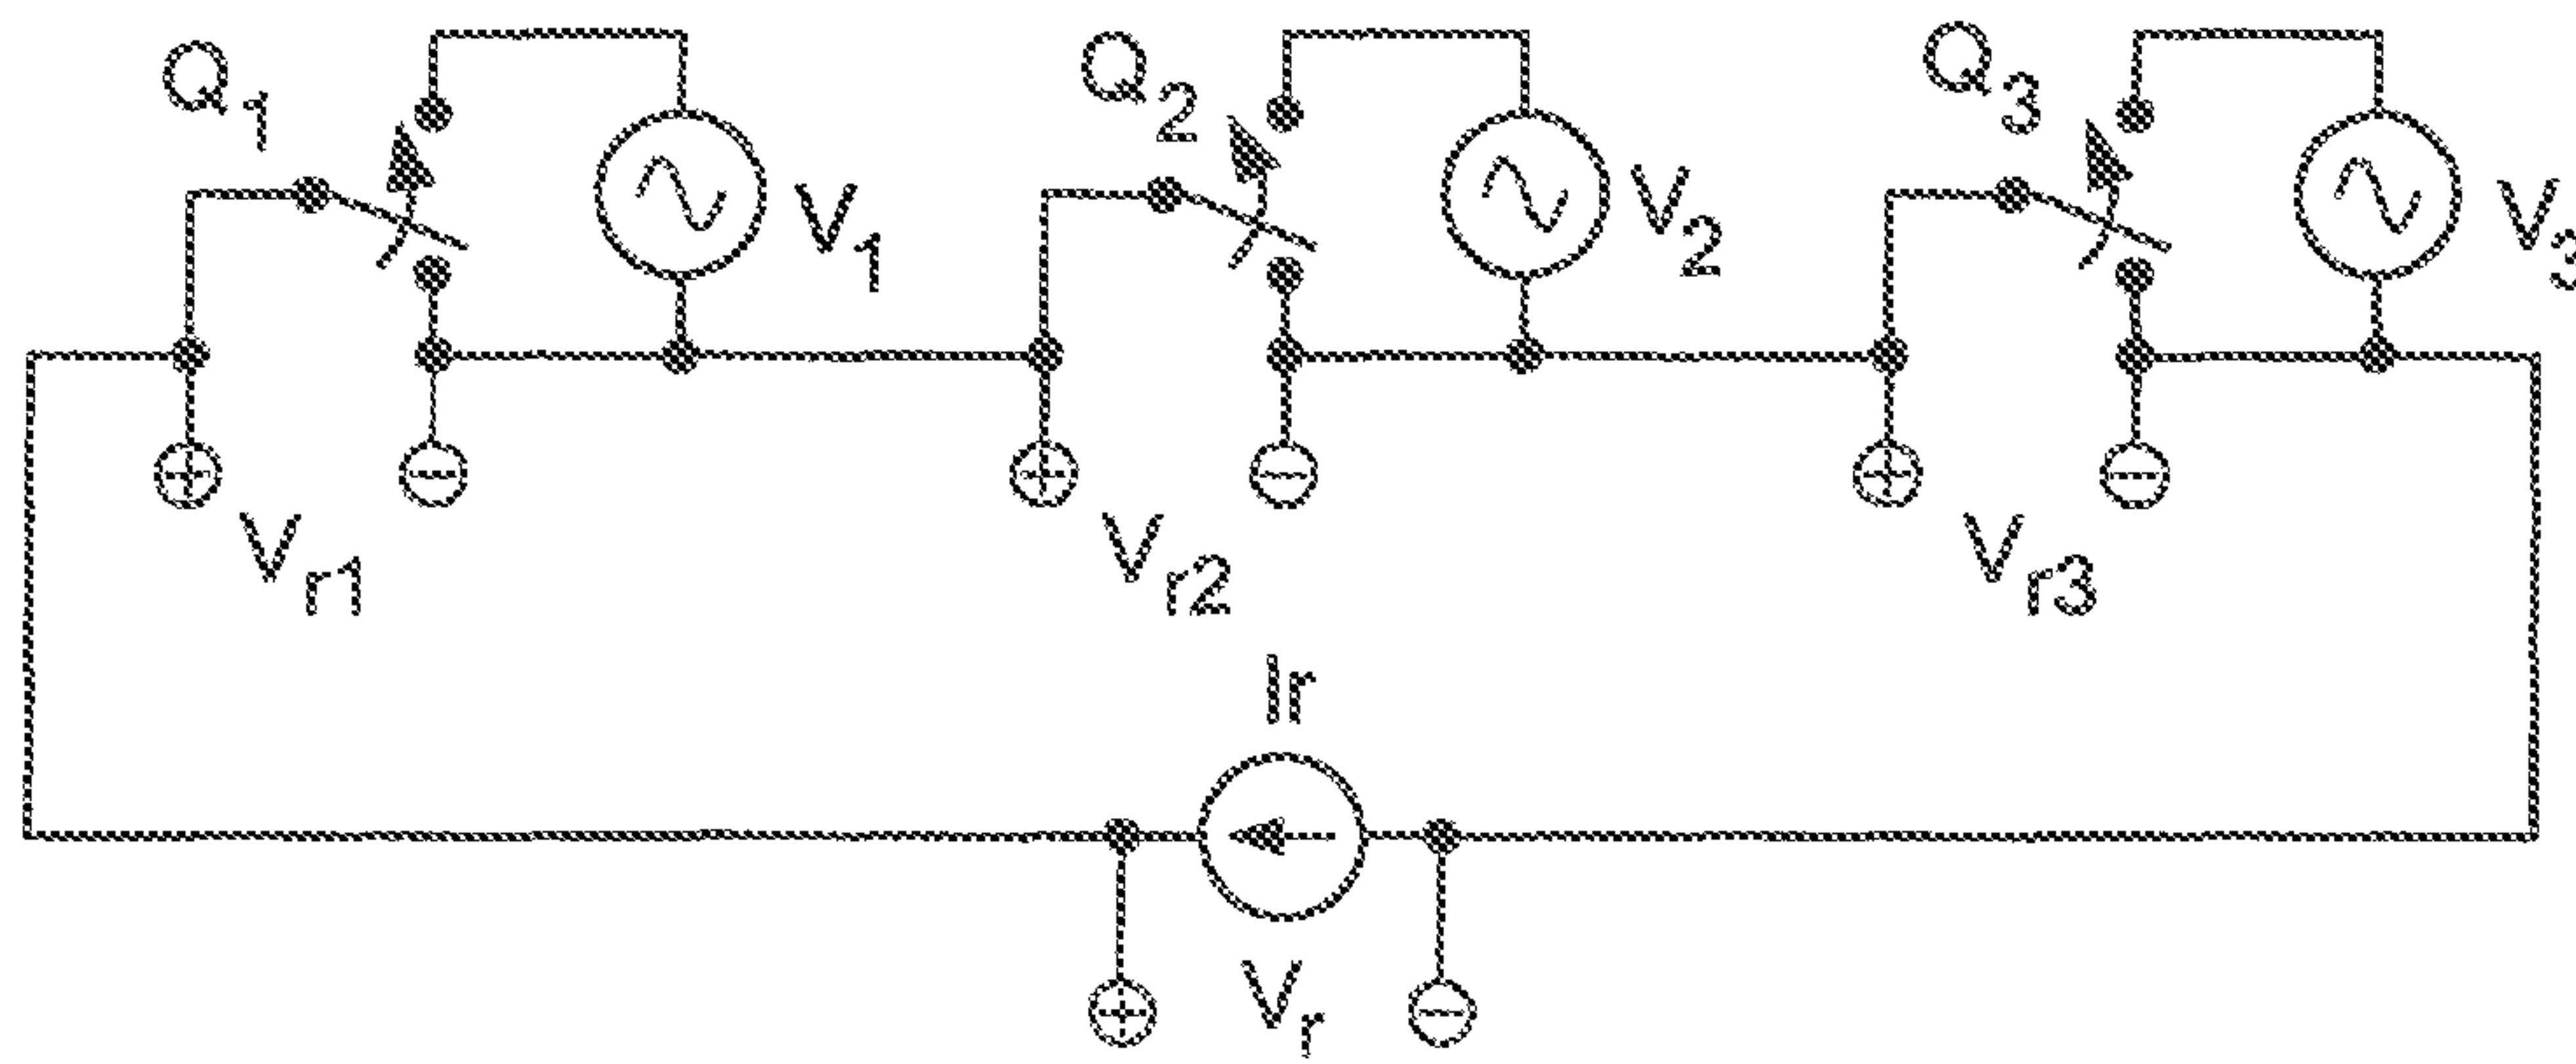 Q1 Q2 Q3
V1 V2 V3
+ − + − + −
Vr1 Vr2 Vr3
Ir
+ Vr −